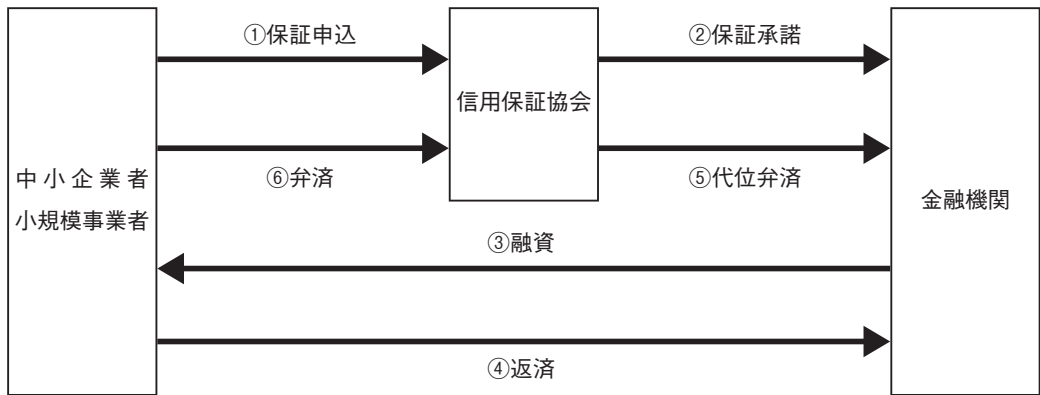 ①保証申込
②保証承諾
信用保証協会
⑥弁済
⑤代位弁済
中小企業者
小規模事業者
金融機関
③融資
④返済